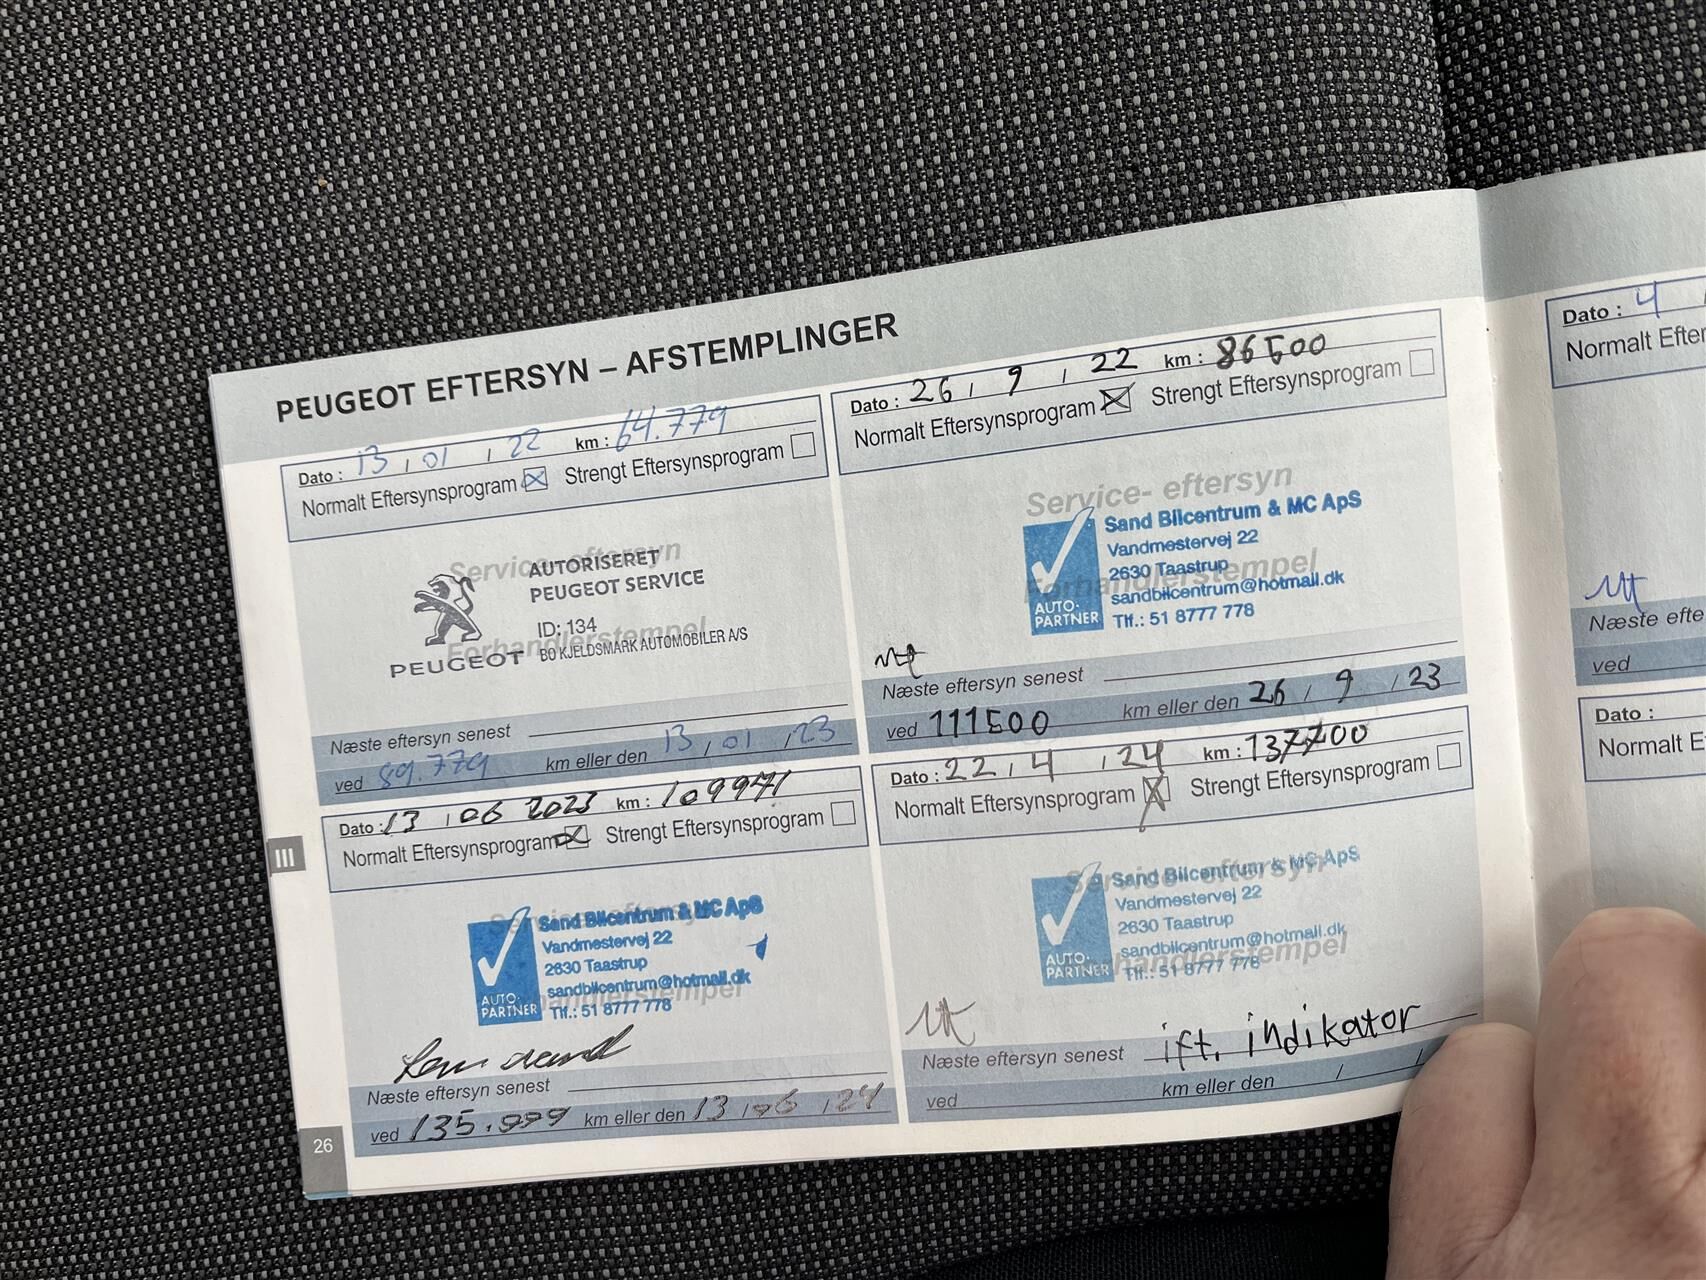 PEUGEOT EFTERSYN – AFSTEMPLINGER
Dato : 13 , 01 , 22 km : 64.779
Normalt Eftersynsprogram Strengt Eftersynsprogram
Service- eftersyn
Forhandlerstempel
AUTORISERET
PEUGEOT SERVICE
ID: 134
BO KJELDSMARK AUTOMOBILER A/S
PEUGEOT
Næste eftersyn senest
ved 89.779 km eller den 13 , 01 , 23
Dato : 26 , 9 , 22 km : 86500
Normalt Eftersynsprogram Strengt Eftersynsprogram
Service- eftersyn
Forhandlerstempel
AUTO-
PARTNER
Sand Bilcentrum & MC ApS
Vandmestervej 22
2630 Taastrup
sandbilcentrum@hotmail.dk
Tlf.: 51 8777 778
Næste eftersyn senest
ved 111500 km eller den 26 , 9 , 23
III
Dato : 13 , 06 2023 km : 109971
Normalt Eftersynsprogram Strengt Eftersynsprogram
Service- eftersyn
Forhandlerstempel
AUTO-
PARTNER
Sand Bilcentrum & MC ApS
Vandmestervej 22
2630 Taastrup
sandbilcentrum@hotmail.dk
Tlf.: 51 8777 778
Næste eftersyn senest
ved 135.999 km eller den 13 , 06 , 24
Dato : 22 , 4 , 24 km : 137700
Normalt Eftersynsprogram Strengt Eftersynsprogram
Service- eftersyn
Forhandlerstempel
AUTO-
PARTNER
Sand Bilcentrum & MC ApS
Vandmestervej 22
2630 Taastrup
sandbilcentrum@hotmail.dk
Tlf.: 51 8777 778
Næste eftersyn senest ift. indikator
ved km eller den / /
26
Dato : 4
Normalt Efter
Næste efte
ved
Dato :
Normalt E